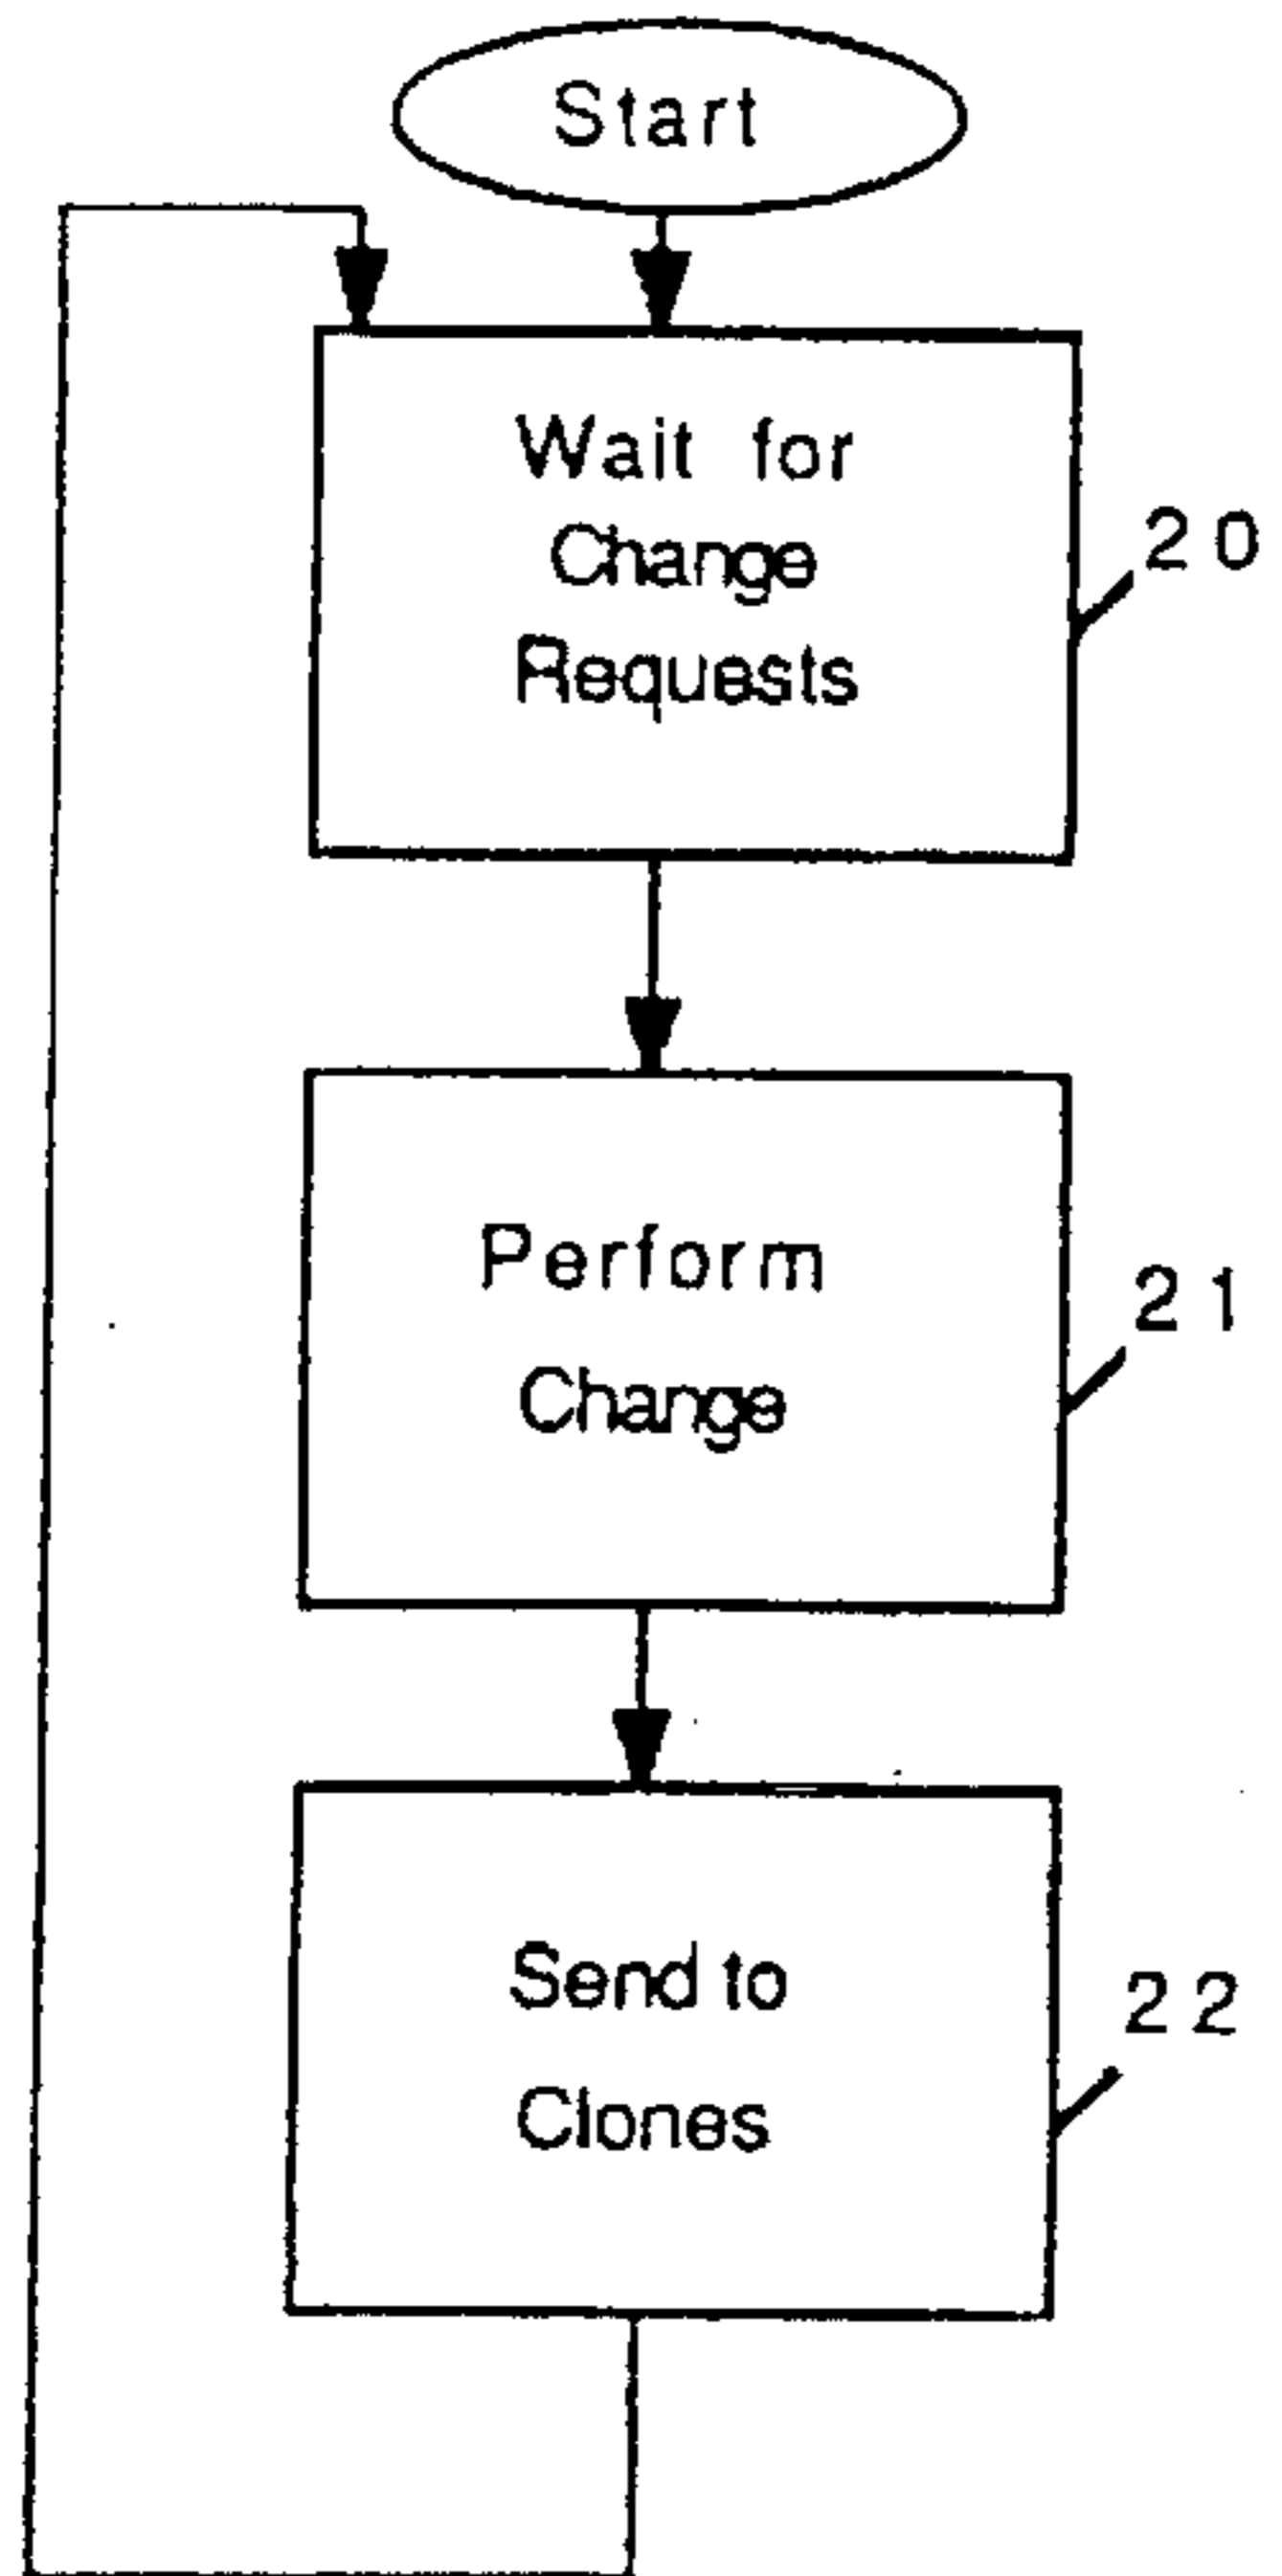 Start
Wait for
Change
Requests
20
Perform
Change
21
Send to
Clones
22